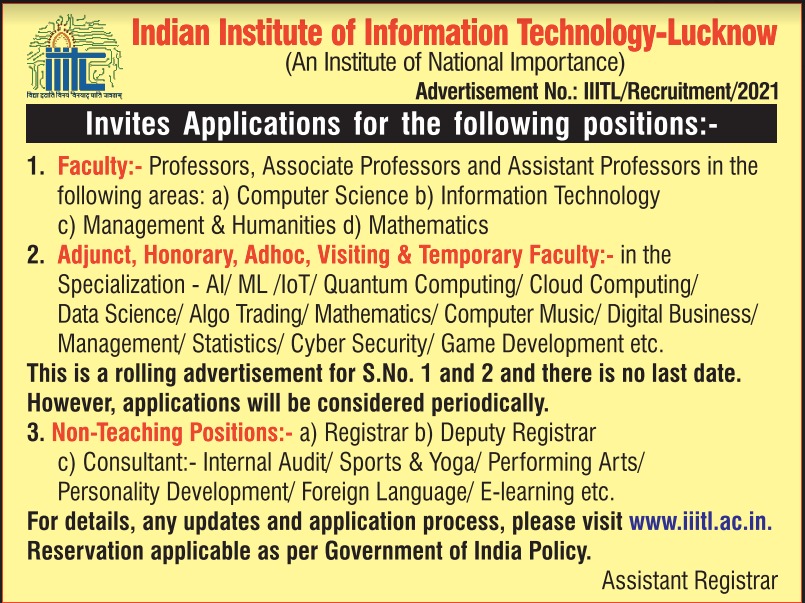 Indian Institute of Information Technology-Lucknow
(An Institute of National Importance)
Advertisement No.: IIITL/Recruitment/2021
iiitL
विद्या ददाति विनयं विनयाद् याति पात्रताम्
Invites Applications for the following positions:-
1. Faculty:- Professors, Associate Professors and Assistant Professors in the
following areas: a) Computer Science b) Information Technology
c) Management & Humanities d) Mathematics
2. Adjunct, Honorary, Adhoc, Visiting & Temporary Faculty:- in the
Specialization - AI/ ML /IoT/ Quantum Computing/ Cloud Computing/
Data Science/ Algo Trading/ Mathematics/ Computer Music/ Digital Business/
Management/ Statistics/ Cyber Security/ Game Development etc.
This is a rolling advertisement for S.No. 1 and 2 and there is no last date.
However, applications will be considered periodically.
3. Non-Teaching Positions:- a) Registrar b) Deputy Registrar
c) Consultant:- Internal Audit/ Sports & Yoga/ Performing Arts/
Personality Development/ Foreign Language/ E-learning etc.
For details, any updates and application process, please visit www.iiitl.ac.in.
Reservation applicable as per Government of India Policy.
Assistant Registrar